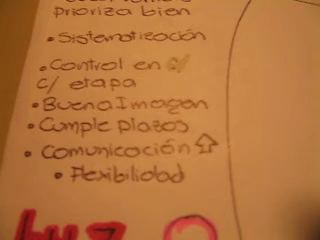 prioriza bien
• Sistematización
• Control en c/
c/ etapa
• Buena Imagen
• Cumple plazos
• Comunicación ⇧
• Flexibilidad